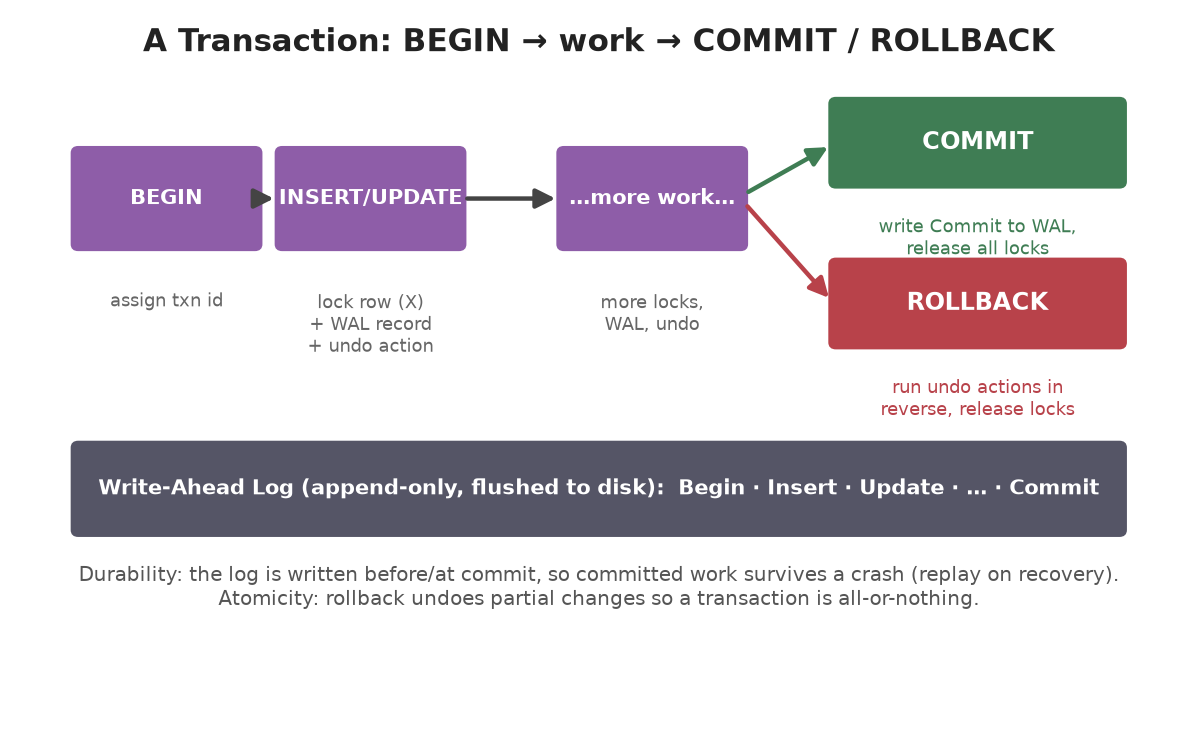 A Transaction: BEGIN → work → COMMIT / ROLLBACK
BEGIN
assign txn id
INSERT/UPDATE
lock row (X)
+ WAL record
+ undo action
…more work…
more locks,
WAL, undo
COMMIT
write Commit to WAL,
release all locks
ROLLBACK
run undo actions in
reverse, release locks
Write-Ahead Log (append-only, flushed to disk):  Begin · Insert · Update · … · Commit
Durability: the log is written before/at commit, so committed work survives a crash (replay on recovery).
Atomicity: rollback undoes partial changes so a transaction is all-or-nothing.